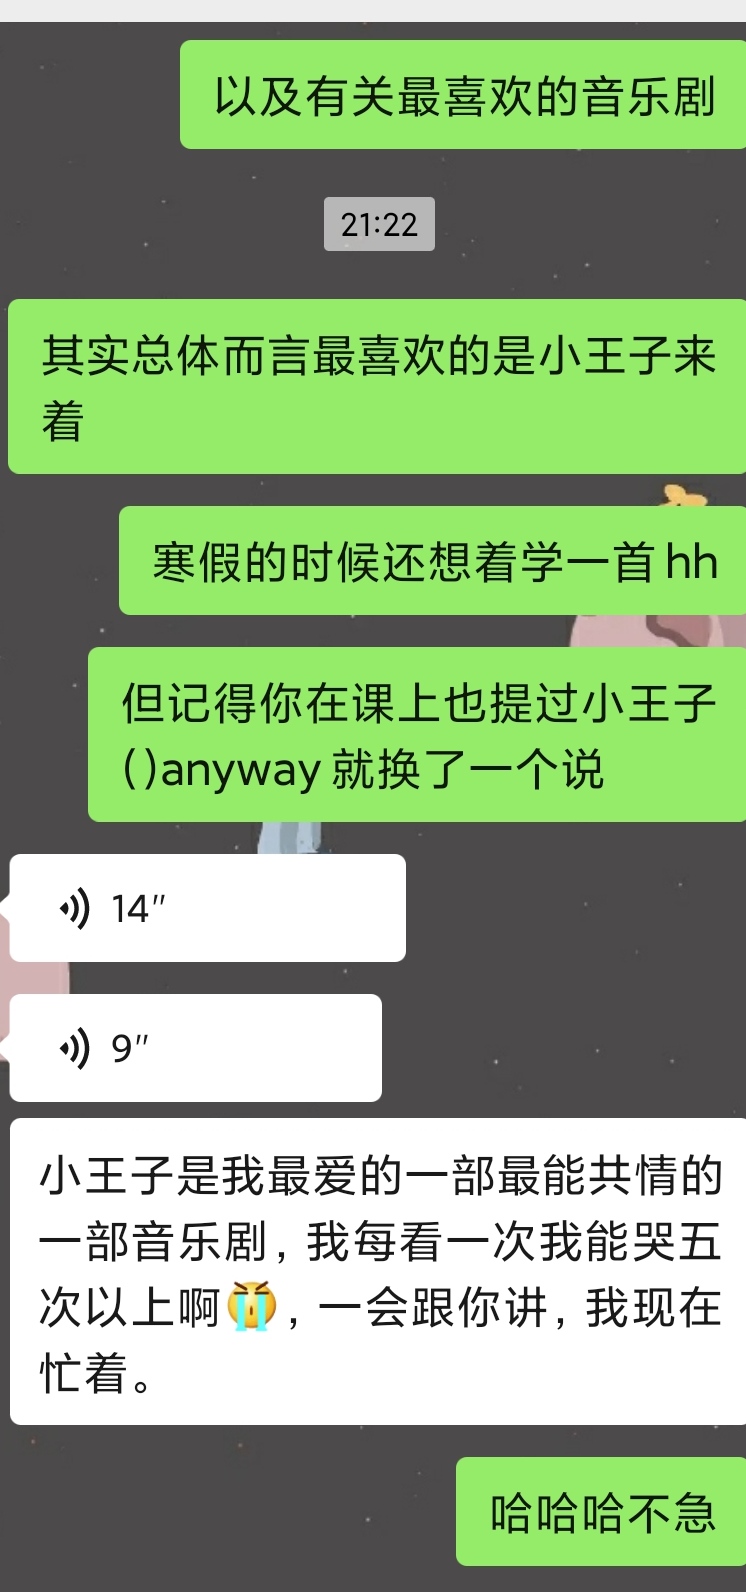 以及有关最喜欢的音乐剧
21:22
其实总体而言最喜欢的是小王子来
着
寒假的时候还想着学一首hh
但记得你在课上也提过小王子
()anyway 就换了一个说
14"
9"
小王子是我最爱的一部最能共情的
一部音乐剧，我每看一次我能哭五
次以上啊😭，一会跟你讲，我现在
忙着。
哈哈哈不急